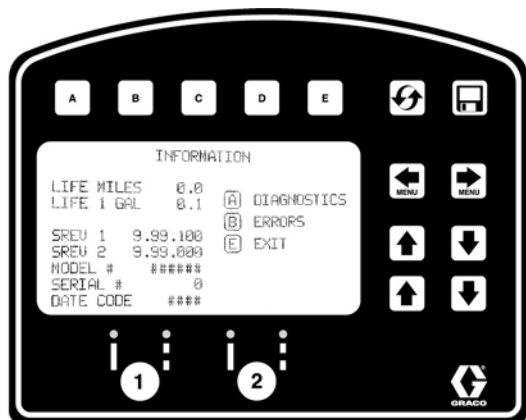 A B C D E
INFORMATION
LIFE MILES 0.0
LIFE 1 GAL 0.1
SREV 1 9.99.100
SREV 2 9.99.000
MODEL # ######
SERIAL # 0
DATE CODE ####
A DIAGNOSTICS
B ERRORS
E EXIT
MENU MENU
1 2
G
GRACO